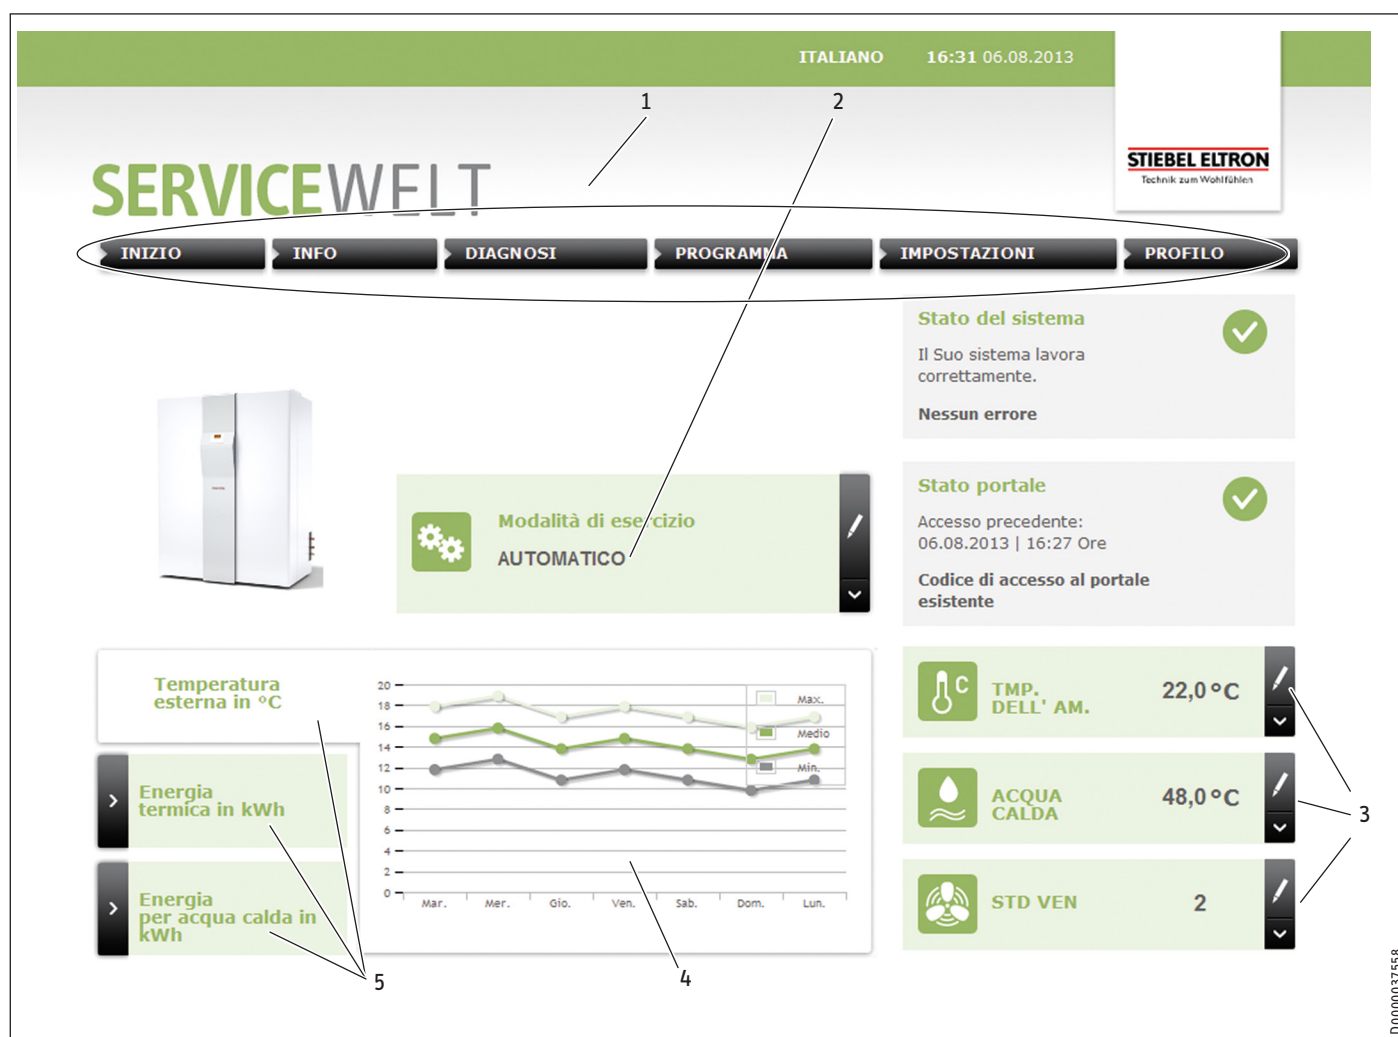 ITALIANO 16:31 06.08.2013
1 2
STIEBEL ELTRON
Technik zum Wohlfühlen
SERVICEWELT
INIZIO INFO DIAGNOSI PROGRAMMA IMPOSTAZIONI PROFILO
Stato del sistema
Il Suo sistema lavora
correttamente.
Nessun errore
Modalità di esercizio
AUTOMATICO
Stato portale
Accesso precedente:
06.08.2013 | 16:27 Ore
Codice di accesso al portale
esistente
Temperatura
esterna in °C
Energia
termica in kWh
Energia
per acqua calda in
kWh
20
18
16
14
12
10
8
6
4
2
0
Max.
Medio
Min.
Mar. Mer. Gio. Ven. Sab. Dom. Lun.
C
TMP.
DELL' AM.
22,0°C
ACQUA
CALDA
48,0°C
STD VEN
2
3
4
5
D0000037558